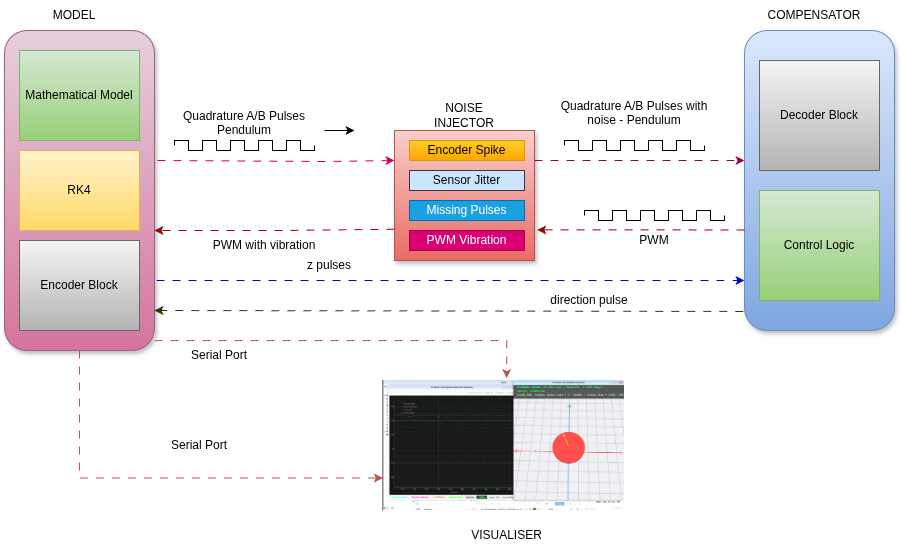 MODEL
COMPENSATOR
Mathematical Model
RK4
Encoder Block
Quadrature A/B Pulses
Pendulum
NOISE
INJECTOR
Encoder Spike
Sensor Jitter
Missing Pulses
PWM Vibration
Quadrature A/B Pulses with
noise - Pendulum
Decoder Block
Control Logic
PWM with vibration
PWM
z pulses
direction pulse
Serial Port
Serial Port
VISUALISER